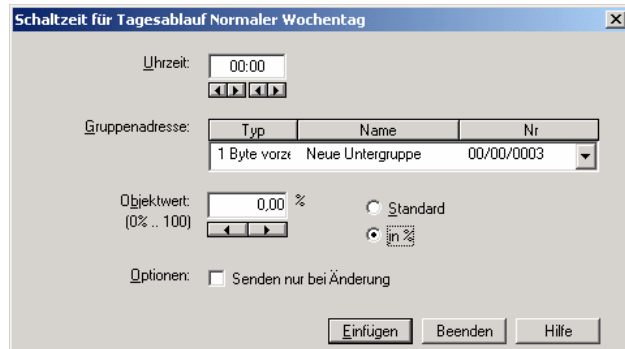 Schaltzeit für Tagesablauf Normaler Wochentag
Uhrzeit: 00:00
Gruppenadresse: Typ Name Nr
1 Byte vorze Neue Untergruppe 00/00/0003
Objektwert: 0,00 % Standard
(0% .. 100) in %
Optionen: Senden nur bei Änderung
Einfügen Beenden Hilfe